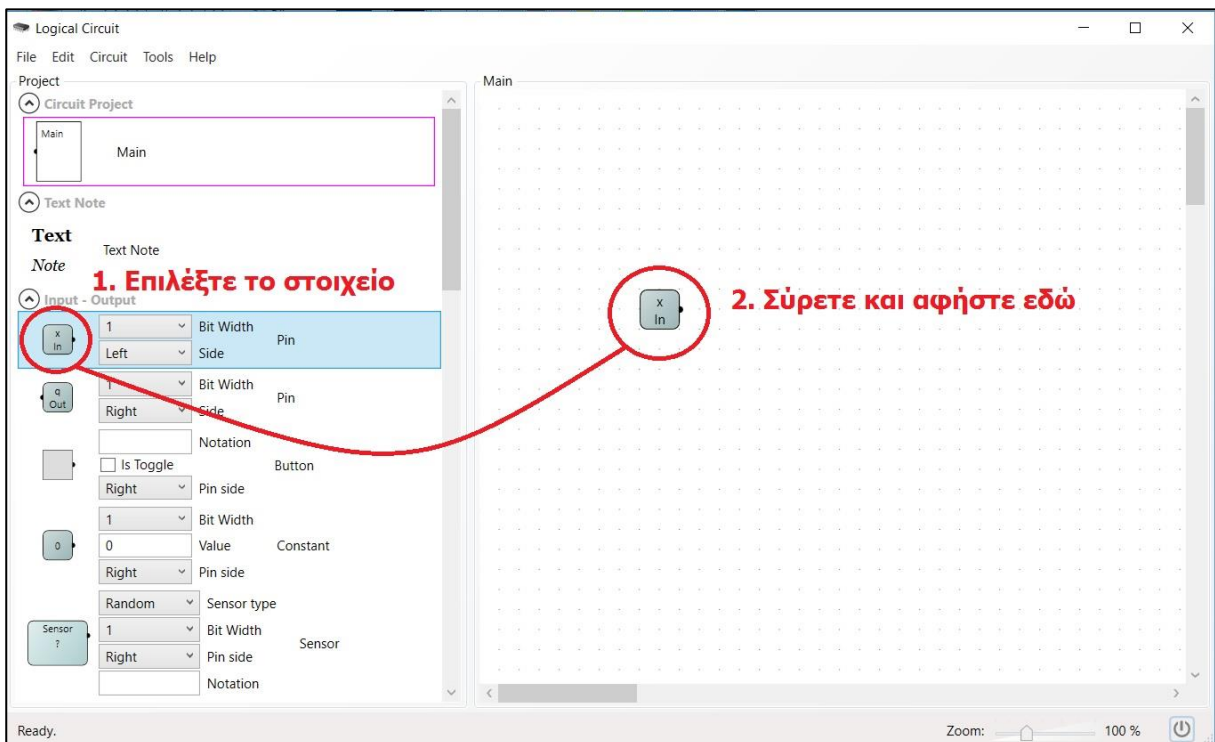 Logical Circuit
File Edit Circuit Tools Help
Project
Circuit Project
Main
Main
Text Note
Text
Note
Text Note
1. Επιλέξτε το στοιχείο
Input - Output
x
In
1 Bit Width
Left Side
Pin
q
Out
1 Bit Width
Right Side
Pin
Notation
Is Toggle
Button
Right Pin side
1 Bit Width
0
0 Value
Constant
Right Pin side
Random Sensor type
Sensor
?
1 Bit Width
Sensor
Right Pin side
Notation
Main
x
In
2. Σύρετε και αφήστε εδώ
Ready.
Zoom: 100 %